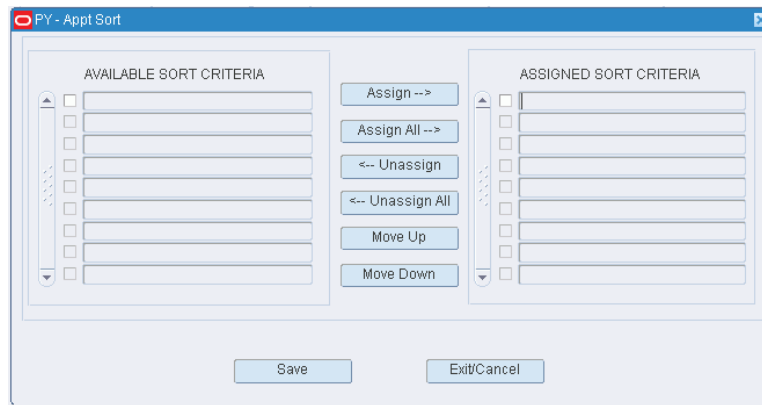 PY - Appt Sort
AVAILABLE SORT CRITERIA
Assign -->
Assign All -->
<-- Unassign
<-- Unassign All
Move Up
Move Down
ASSIGNED SORT CRITERIA
Save
Exit/Cancel